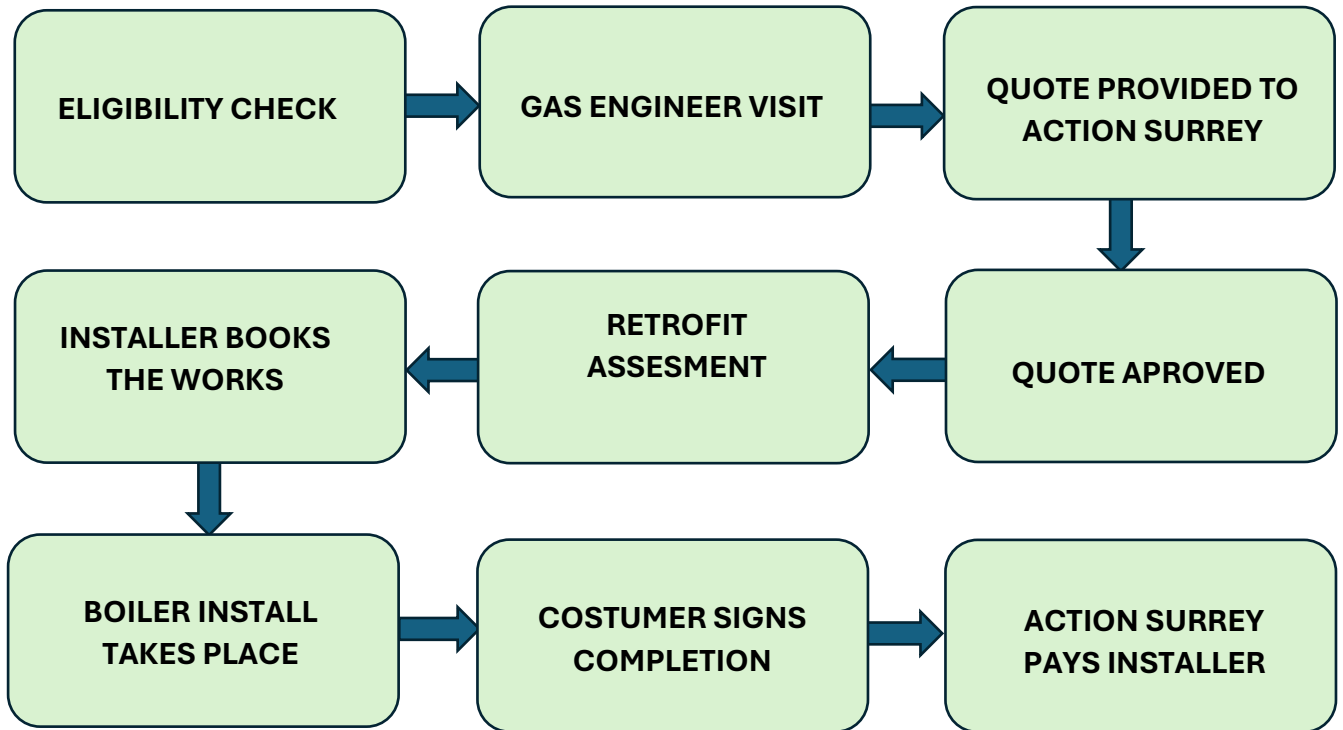 ELIGIBILITY CHECK
GAS ENGINEER VISIT
QUOTE PROVIDED TO
ACTION SURREY
QUOTE APROVED
RETROFIT
ASSESMENT
INSTALLER BOOKS
THE WORKS
BOILER INSTALL
TAKES PLACE
COSTUMER SIGNS
COMPLETION
ACTION SURREY
PAYS INSTALLER